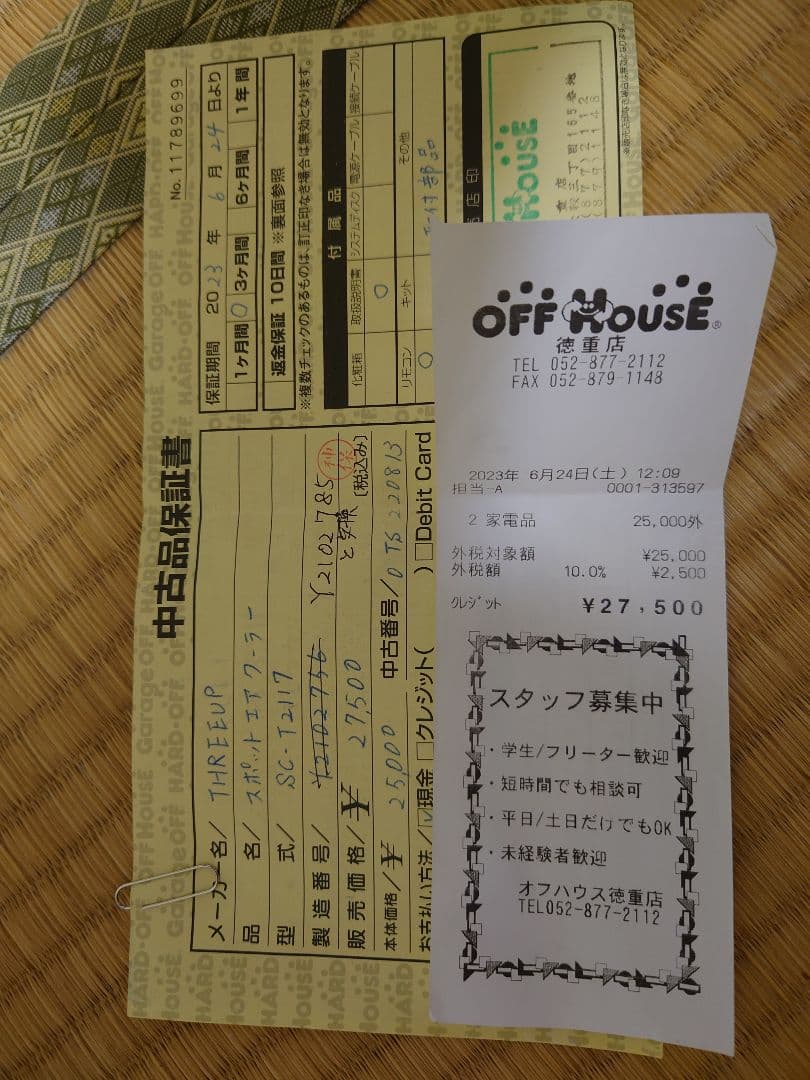 中古品保証書
No. 11789699
メーカー名/ THREEUP
品名/ スポットエアクーラー
型式/ SC-T2117
製造番号/ Y2102756 Y2102785 と交換
販売価格/¥ 27,500 [税込み]
本体価格/¥ 25,000 中古番号/ OTS 220813
お支払い方法/ 現金 クレジット( ) Debit Card
保証期間 2023年 6月 24日より
1ヶ月間 3ヶ月間 6ヶ月間 1年間
返金保証 10日間 ※裏面参照
※複数チェックのあるものは、訂正印なき場合は無効となります。
付属品
化粧箱 取扱説明書 システムディスク 電源ケーブル 接続ケーブル
リモコン キット その他
OFF HOUSE
徳重店
TEL 052-877-2112
FAX 052-879-1148
2023年 6月24日(土) 12:09
担当-A 0001-313597
2 家電品 25,000外
外税対象額 ¥25,000
外税額 10.0% ¥2,500
クレジット ¥27,500
スタッフ募集中
・学生/フリーター歓迎
・短時間でも相談可
・平日/土日だけでもOK
・未経験者歓迎
オフハウス徳重店
TEL052-877-2112